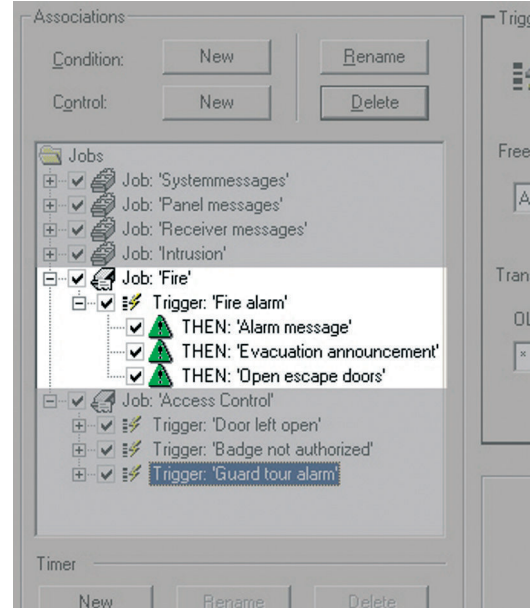 Associations
Condition:
New
Rename
Control:
New
Delete
Jobs
Job: 'Systemmessages'
Job: 'Panel messages'
Job: 'Receiver messages'
Job: 'Intrusion'
Job: 'Fire'
Trigger: 'Fire alarm'
THEN: 'Alarm message'
THEN: 'Evacuation announcement'
THEN: 'Open escape doors'
Job: 'Access Control'
Trigger: 'Door left open'
Trigger: 'Badge not authorized'
Trigger: 'Guard tour alarm'
Timer
New
Rename
Delete
Trigg
Free
A
Tran
OL
*